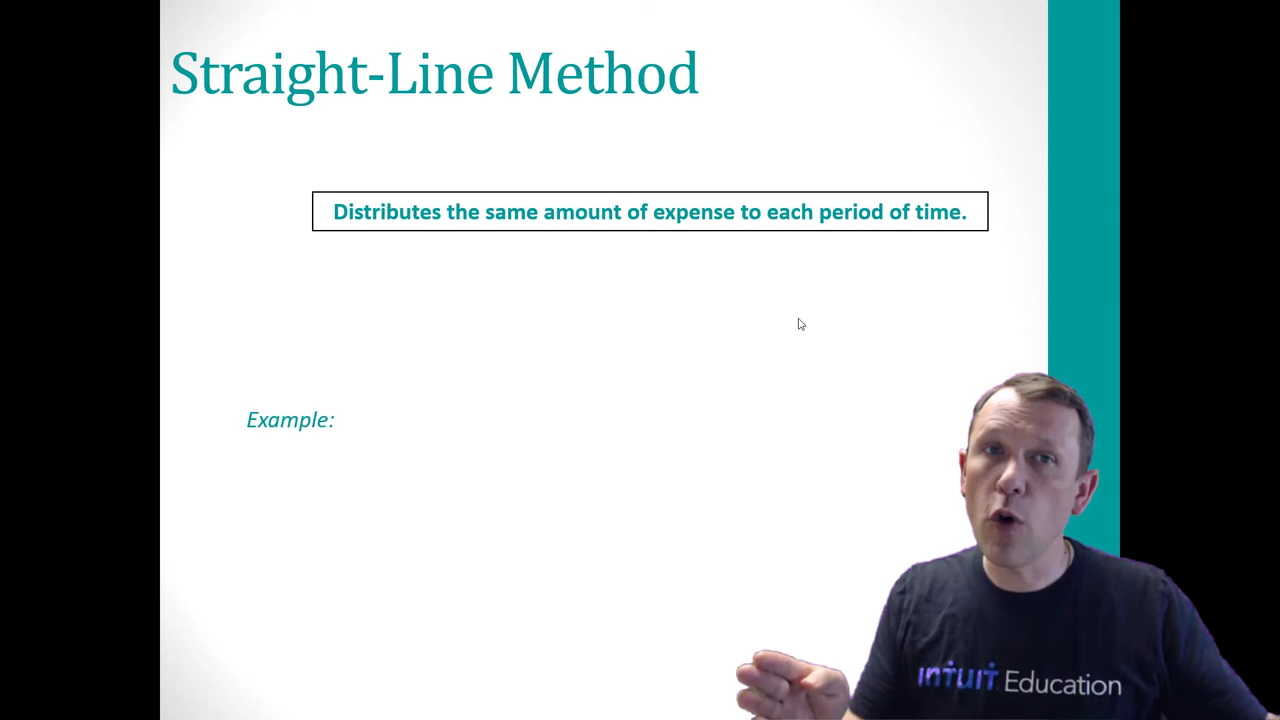 Straight-Line Method
Distributes the same amount of expense to each period of time.
Example:
INTUIT Education